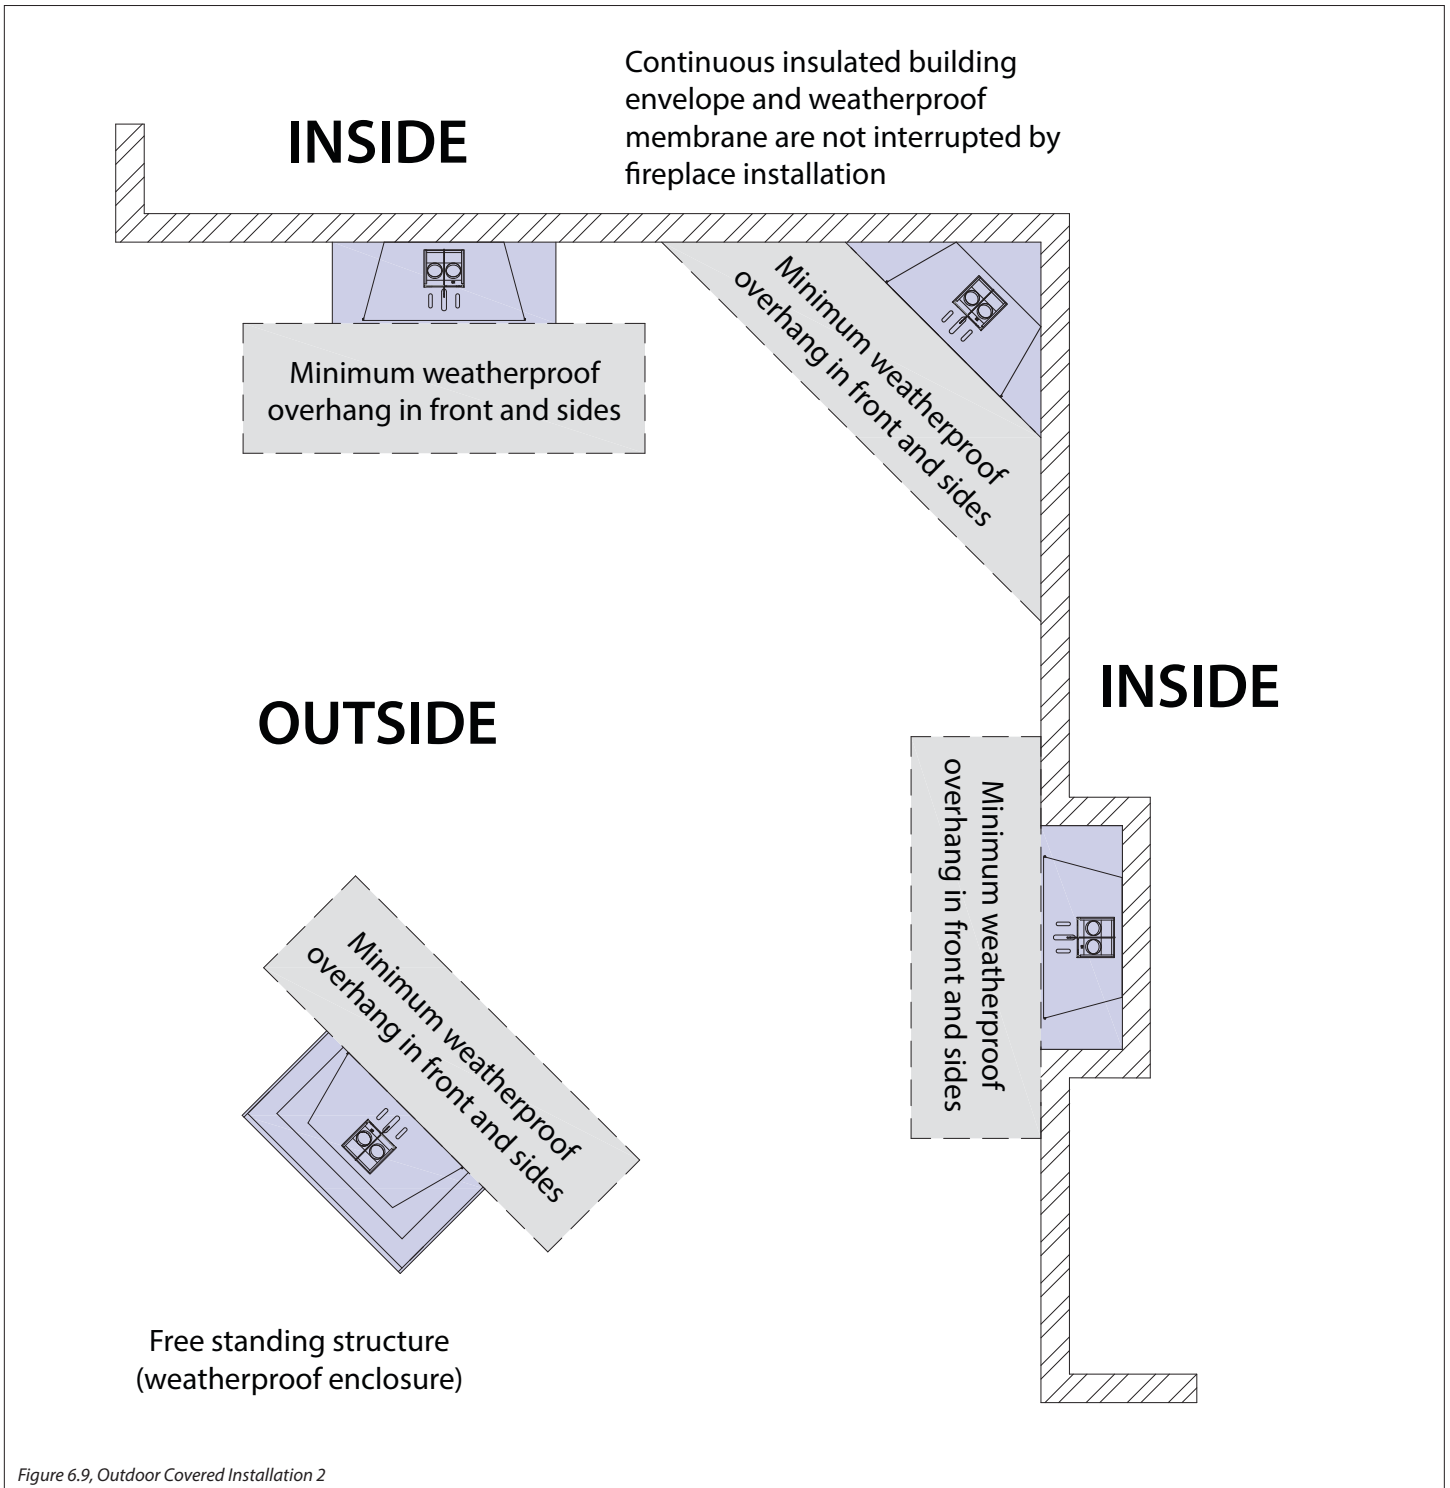 Continuous insulated building
envelope and weatherproof
membrane are not interrupted by
fireplace installation
INSIDE
Minimum weatherproof
overhang in front and sides
Minimum weatherproof
overhang in front and sides
INSIDE
OUTSIDE
Minimum weatherproof
overhang in front and sides
Minimum weatherproof
overhang in front and sides
Free standing structure
(weatherproof enclosure)
Figure 6.9, Outdoor Covered Installation 2